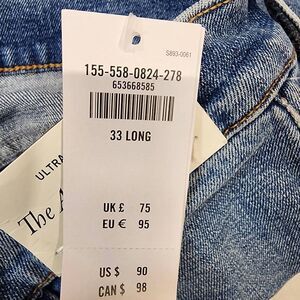 S893-0061
155-558-0824-278
653668585
33 LONG
ULTRA
The A
UK £ 75
EU € 95
US $ 90
CAN $ 98